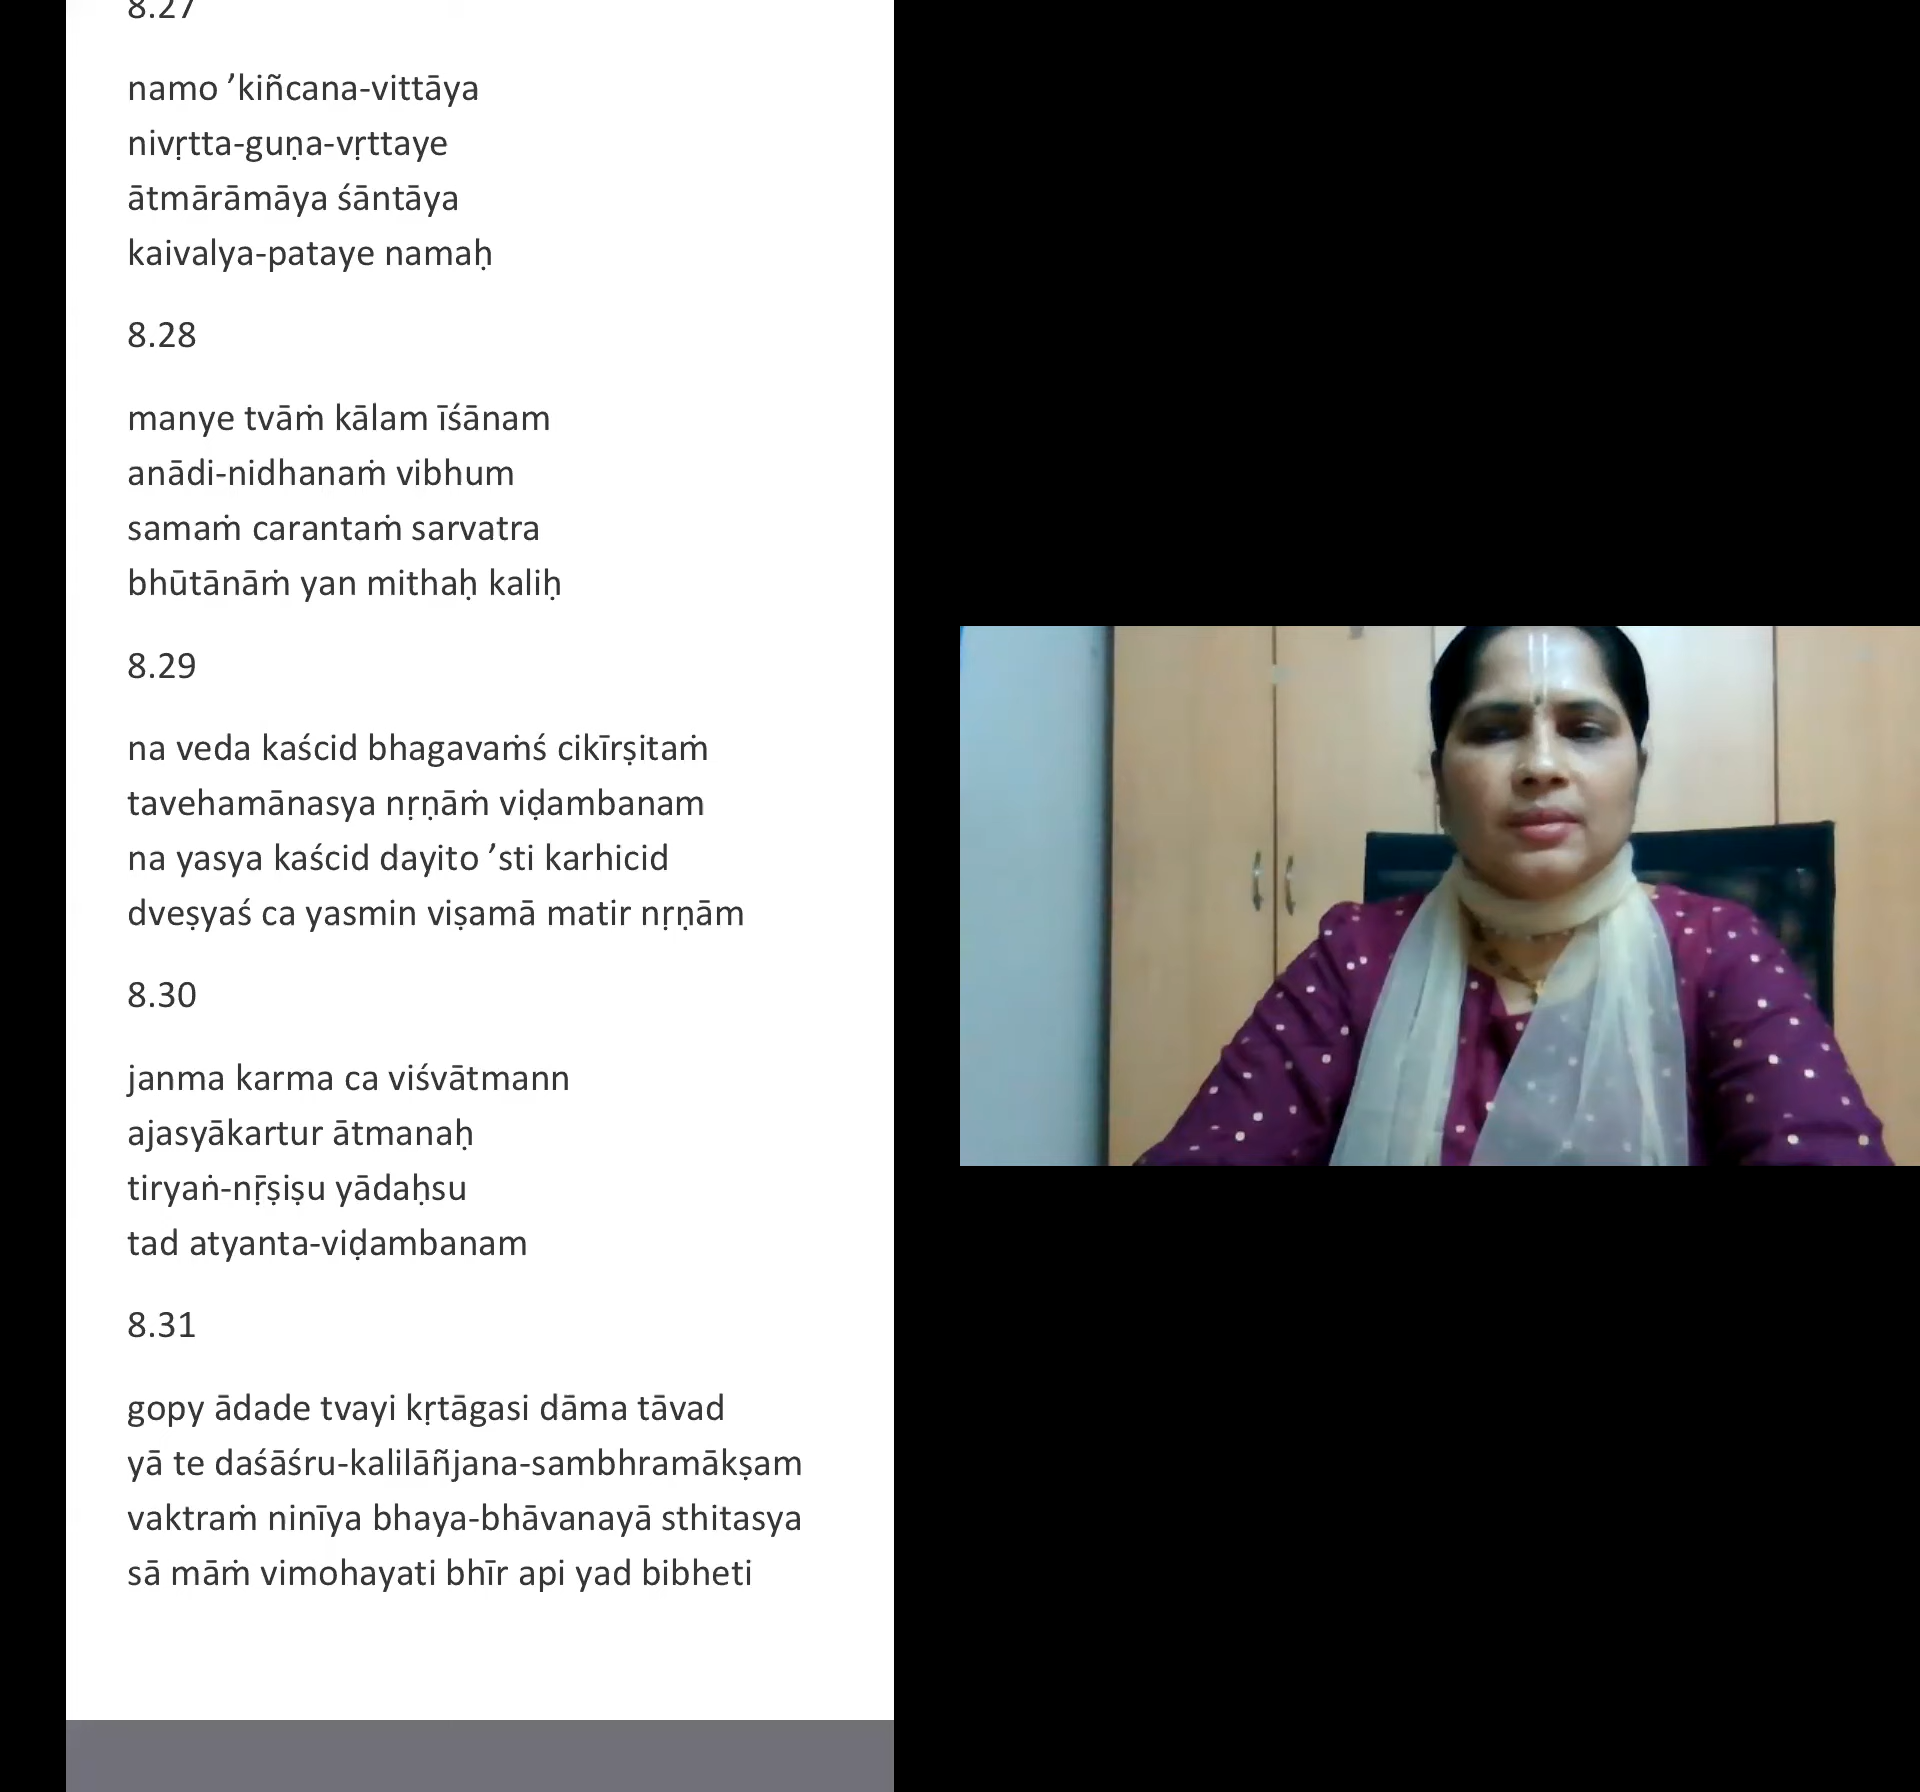 8.27
namo ’kiñcana-vittāya
nivṛtta-guṇa-vṛttaye
ātmārāmāya śāntāya
kaivalya-pataye namaḥ
8.28
manye tvāṁ kālam īśānam
anādi-nidhanaṁ vibhum
samaṁ carantaṁ sarvatra
bhūtānāṁ yan mithaḥ kaliḥ
8.29
na veda kaścid bhagavaṁś cikīrṣitaṁ
tavehamānasya nṛṇāṁ viḍambanam
na yasya kaścid dayito ’sti karhicid
dveṣyaś ca yasmin viṣamā matir nṛṇām
8.30
janma karma ca viśvātmann
ajasyākartur ātmanaḥ
tiryaṅ-nṝṣiṣu yādaḥsu
tad atyanta-viḍambanam
8.31
gopy ādade tvayi kṛtāgasi dāma tāvad
yā te daśāśru-kalilāñjana-sambhramākṣam
vaktraṁ ninīya bhaya-bhāvanayā sthitasya
sā māṁ vimohayati bhīr api yad bibheti